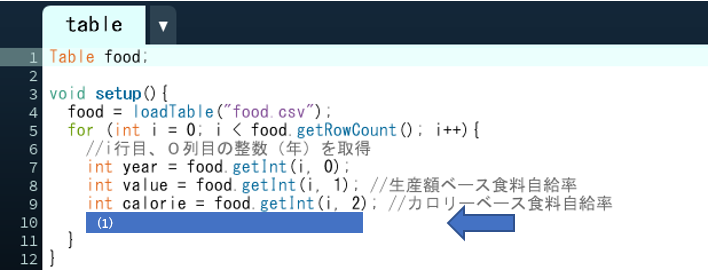 table ▼
1 Table food;
2
3 void setup(){
4 food = loadTable("food.csv");
5 for (int i = 0; i < food.getRowCount(); i++){
6 //i行目、０列目の整数（年）を取得
7 int year = food.getInt(i, 0);
8 int value = food.getInt(i, 1); //生産額ベース食料自給率
9 int calorie = food.getInt(i, 2); //カロリーベース食料自給率
10 (1)
11 }
12 }